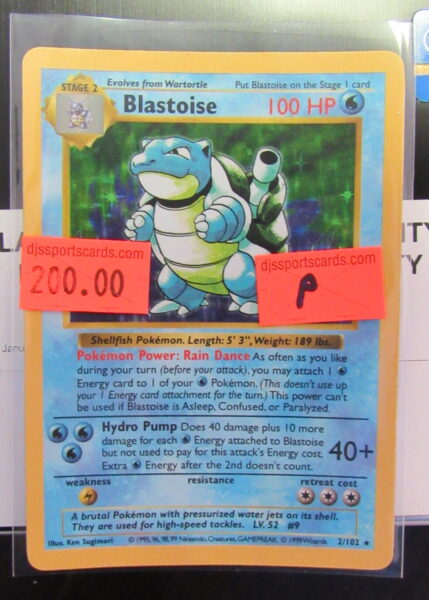 Evolves from Wartortle
Put Blastoise on the Stage 1 card
STAGE 2
Blastoise
100 HP
djssportscards.com
200.00
djssportscards.com
P
Shellfish Pokémon. Length: 5' 3", Weight: 189 lbs.
Pokémon Power: Rain Dance As often as you like
during your turn (before your attack), you may attach 1
Energy card to 1 of your Pokémon. (This doesn't use up
your 1 Energy card attachment for the turn.) This power can't
be used if Blastoise is Asleep, Confused, or Paralyzed.
Hydro Pump Does 40 damage plus 10 more
damage for each Energy attached to Blastoise
but not used to pay for this attack's Energy cost.
Extra Energy after the 2nd doesn't count.
40+
weakness
resistance
retreat cost
A brutal Pokémon with pressurized water jets on its shell.
They are used for high-speed tackles. LV. 52 #9
Illus. Ken Sugimori
© 1995, 96, 98, 99 Nintendo, Creatures, GAMEFREAK. © 1999 Wizards.
2/102 ★